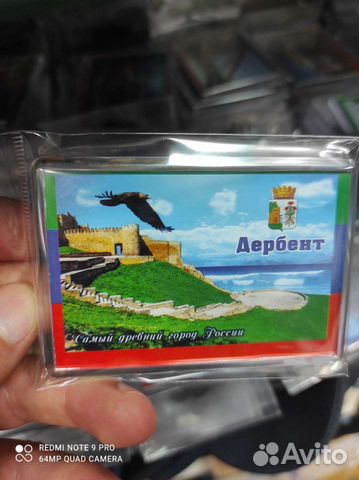 Дербент
Самый древний город России
REDMI NOTE 9 PRO
64MP QUAD CAMERA
Avito